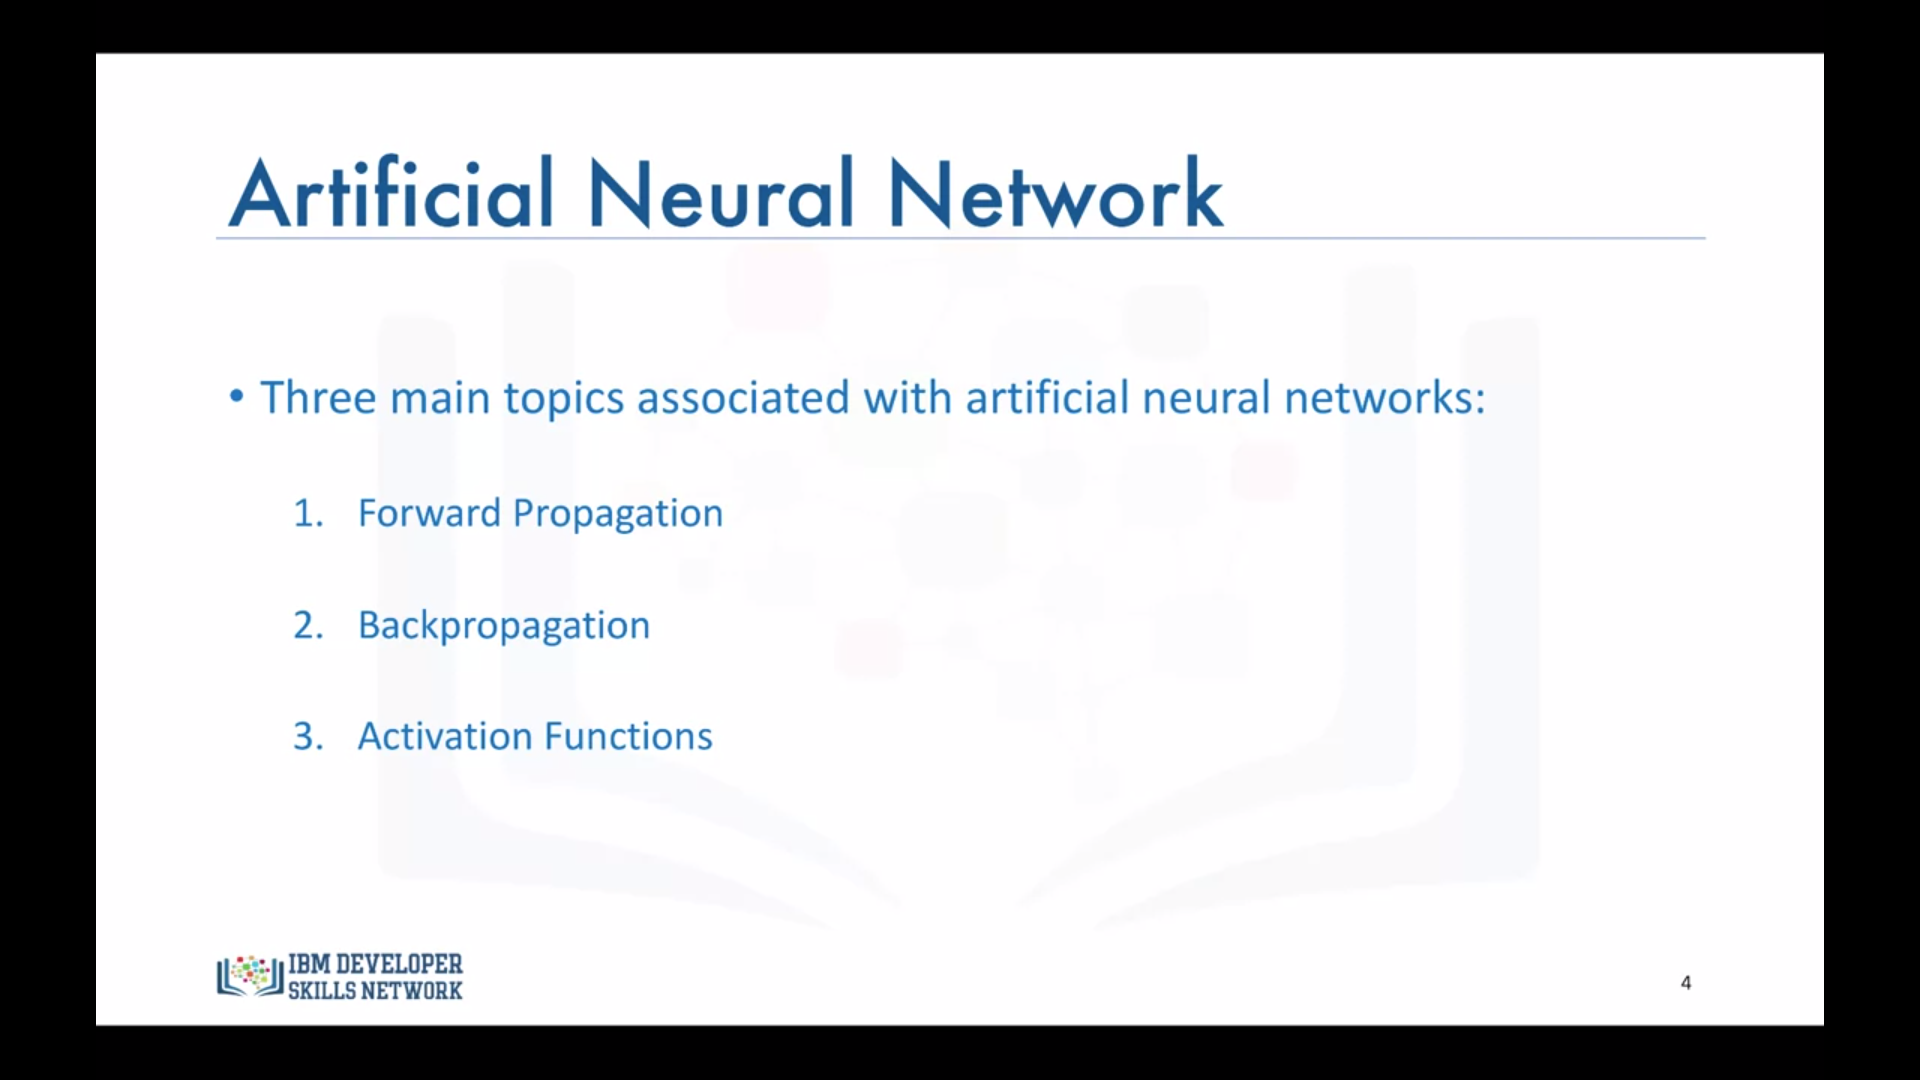 Artificial Neural Network
• Three main topics associated with artificial neural networks:
1. Forward Propagation
2. Backpropagation
3. Activation Functions
IBM DEVELOPER
SKILLS NETWORK
4